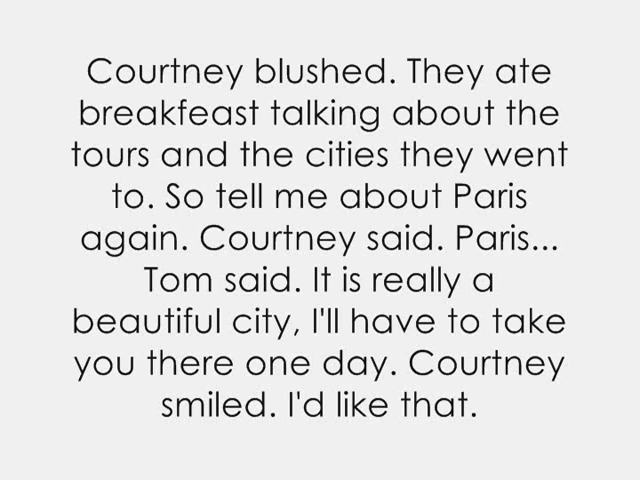 Courtney blushed. They ate
breakfeast talking about the
tours and the cities they went
to. So tell me about Paris
again. Courtney said. Paris...
Tom said. It is really a
beautiful city, I'll have to take
you there one day. Courtney
smiled. I'd like that.